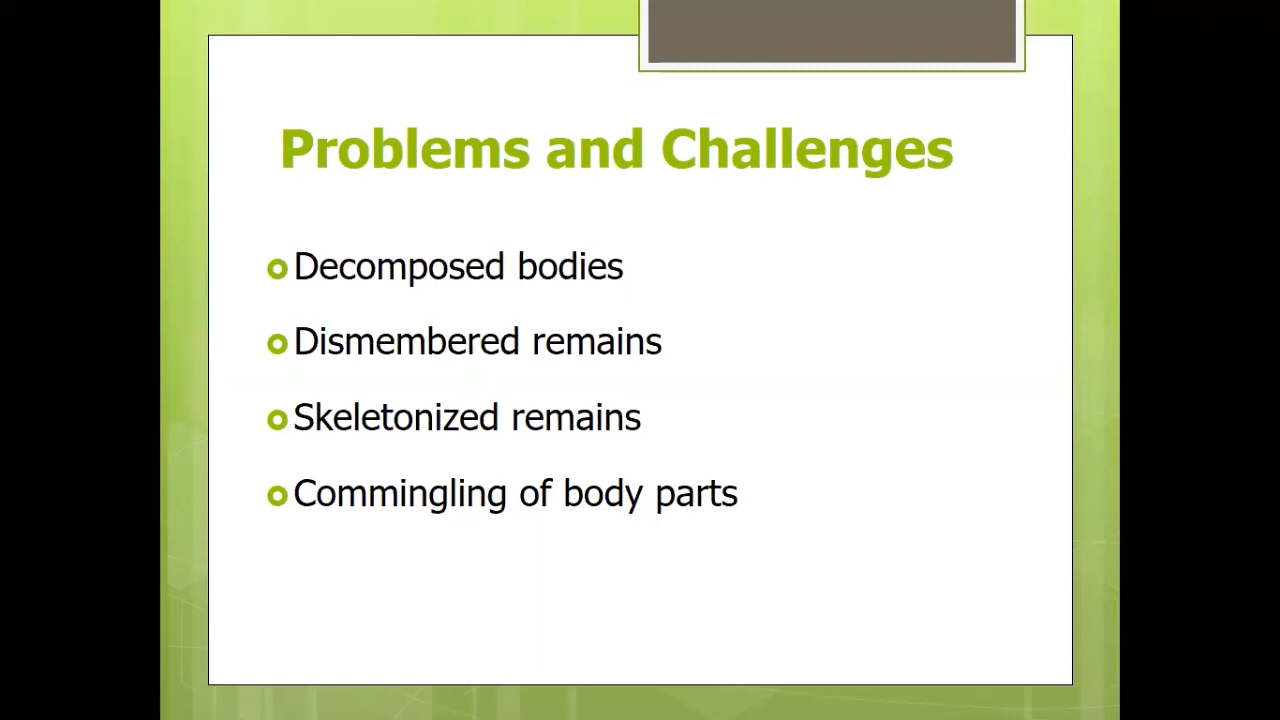 Problems and Challenges
Decomposed bodies
Dismembered remains
Skeletonized remains
Commingling of body parts